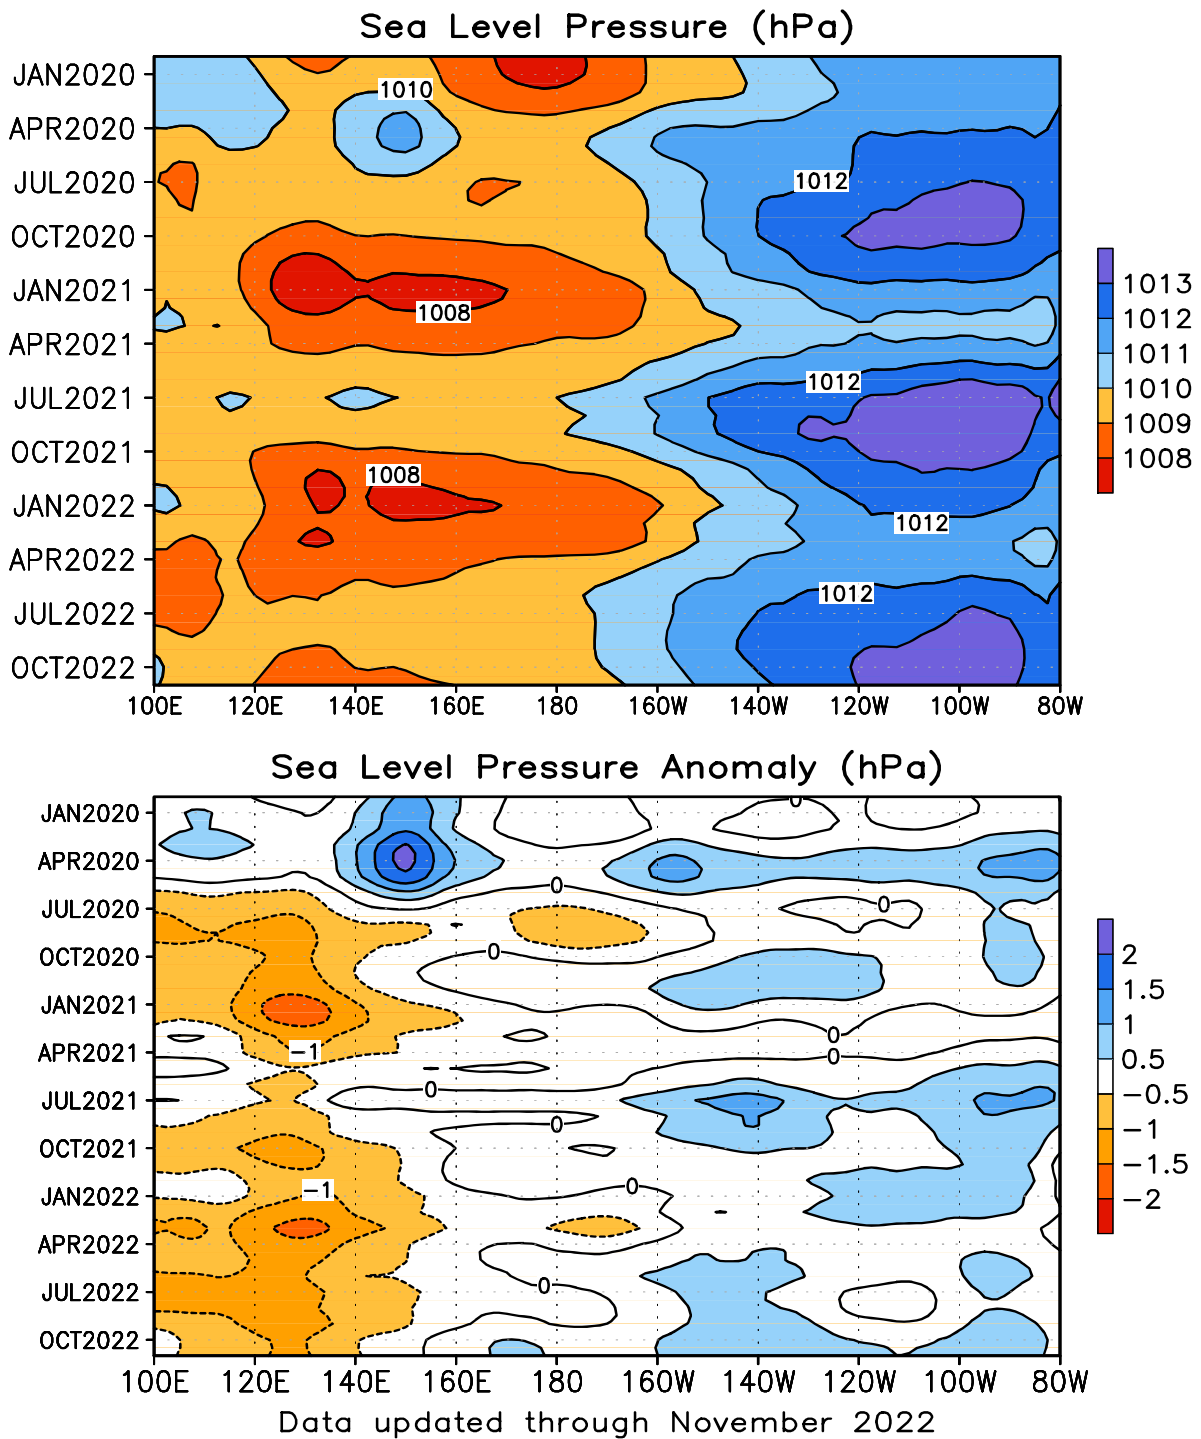 Sea Level Pressure (hPa)
JAN2020
APR2020
JUL2020
OCT2020
JAN2021
APR2021
JUL2021
OCT2021
JAN2022
APR2022
JUL2022
OCT2022
1010
1012
1008
1012
1008
1012
1012
100E 120E 140E 160E 180 160W 140W 120W 100W 80W
1013
1012
1011
1010
1009
1008
Sea Level Pressure Anomaly (hPa)
JAN2020
APR2020
JUL2020
OCT2020
JAN2021
APR2021
JUL2021
OCT2021
JAN2022
APR2022
JUL2022
OCT2022
0
0
0
0
0
-1
0
0
0
-1
0
0
100E 120E 140E 160E 180 160W 140W 120W 100W 80W
2
1.5
1
0.5
-0.5
-1
-1.5
-2
Data updated through November 2022